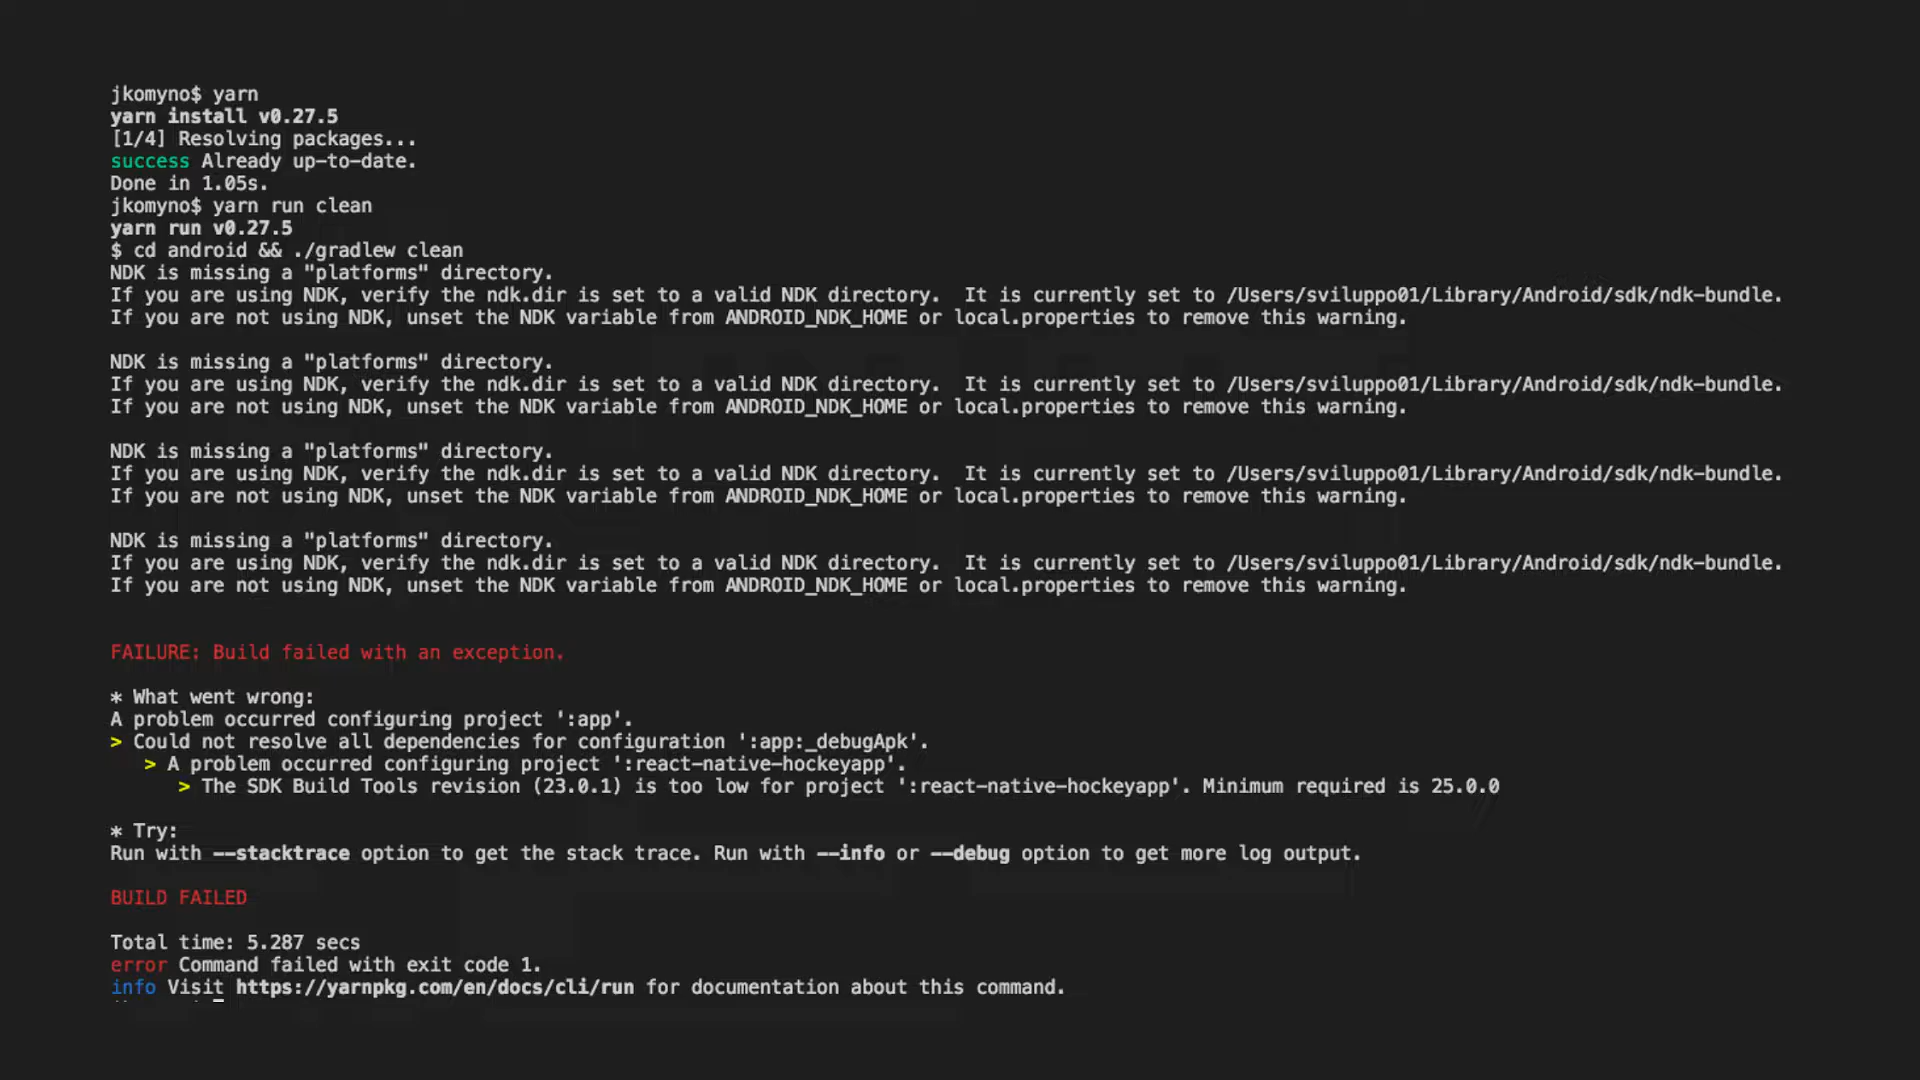 jkomyno$ yarn
yarn install v0.27.5
[1/4] Resolving packages...
success Already up-to-date.
Done in 1.05s.
jkomyno$ yarn run clean
yarn run v0.27.5
$ cd android && ./gradlew clean
NDK is missing a "platforms" directory.
If you are using NDK, verify the ndk.dir is set to a valid NDK directory.  It is currently set to /Users/sviluppo01/Library/Android/sdk/ndk-bundle.
If you are not using NDK, unset the NDK variable from ANDROID_NDK_HOME or local.properties to remove this warning.
NDK is missing a "platforms" directory.
If you are using NDK, verify the ndk.dir is set to a valid NDK directory.  It is currently set to /Users/sviluppo01/Library/Android/sdk/ndk-bundle.
If you are not using NDK, unset the NDK variable from ANDROID_NDK_HOME or local.properties to remove this warning.
NDK is missing a "platforms" directory.
If you are using NDK, verify the ndk.dir is set to a valid NDK directory.  It is currently set to /Users/sviluppo01/Library/Android/sdk/ndk-bundle.
If you are not using NDK, unset the NDK variable from ANDROID_NDK_HOME or local.properties to remove this warning.
NDK is missing a "platforms" directory.
If you are using NDK, verify the ndk.dir is set to a valid NDK directory.  It is currently set to /Users/sviluppo01/Library/Android/sdk/ndk-bundle.
If you are not using NDK, unset the NDK variable from ANDROID_NDK_HOME or local.properties to remove this warning.
FAILURE: Build failed with an exception.
* What went wrong:
A problem occurred configuring project ':app'.
> Could not resolve all dependencies for configuration ':app:_debugApk'.
> A problem occurred configuring project ':react-native-hockeyapp'.
> The SDK Build Tools revision (23.0.1) is too low for project ':react-native-hockeyapp'. Minimum required is 25.0.0
* Try:
Run with --stacktrace option to get the stack trace. Run with --info or --debug option to get more log output.
BUILD FAILED
Total time: 5.287 secs
error Command failed with exit code 1.
info Visit https://yarnpkg.com/en/docs/cli/run for documentation about this command.